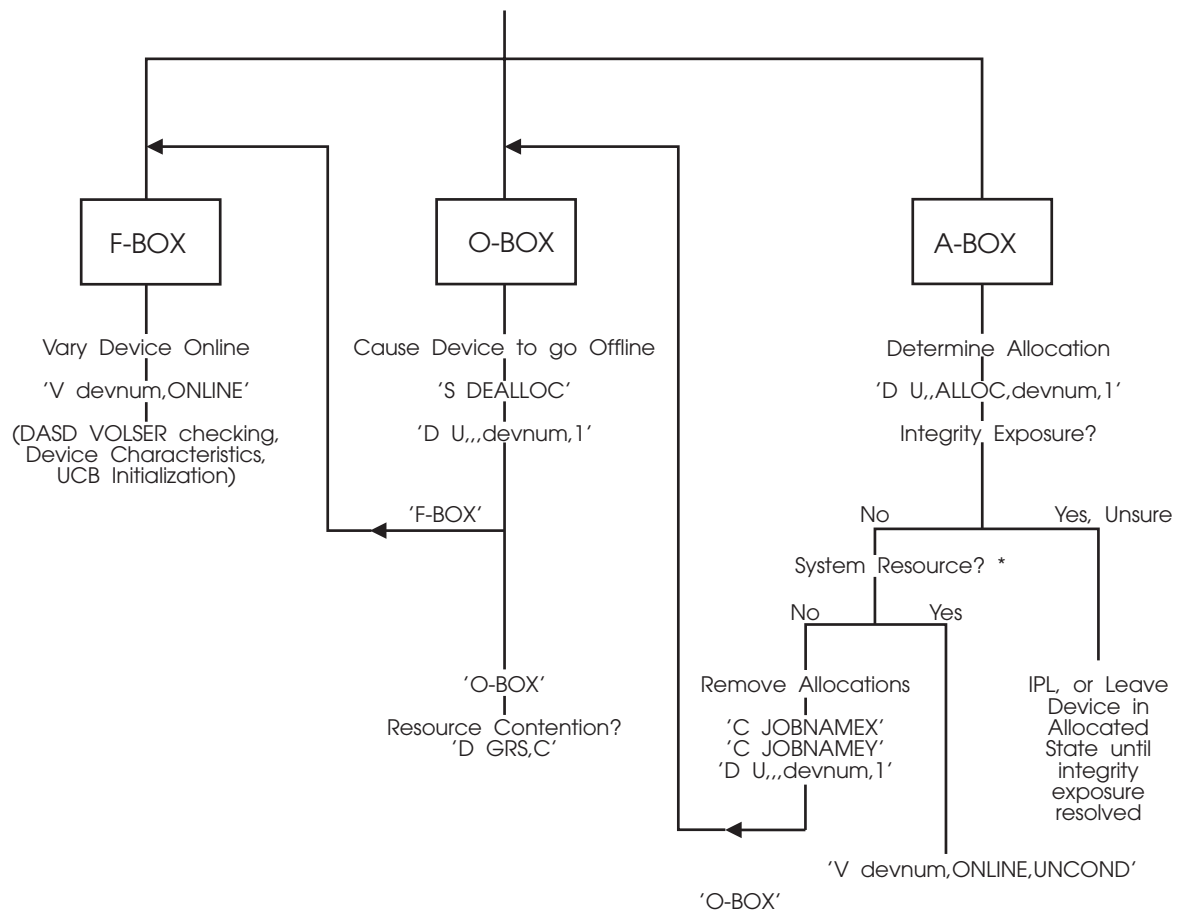 F-BOX
Vary Device Online
'V devnum,ONLINE'
(DASD VOLSER checking,
Device Characteristics,
UCB Initialization)
O-BOX
Cause Device to go Offline
'S DEALLOC'
'D U,,,devnum,1'
'F-BOX'
'O-BOX'
Resource Contention?
'D GRS,C'
A-BOX
Determine Allocation
'D U,,ALLOC,devnum,1'
Integrity Exposure?
No
Yes, Unsure
System Resource? *
No
Yes
Remove Allocations
'C JOBNAMEX'
'C JOBNAMEY'
'D U,,,devnum,1'
IPL, or Leave
Device in
Allocated
State until
integrity
exposure
resolved
'V devnum,ONLINE,UNCOND'
'O-BOX'